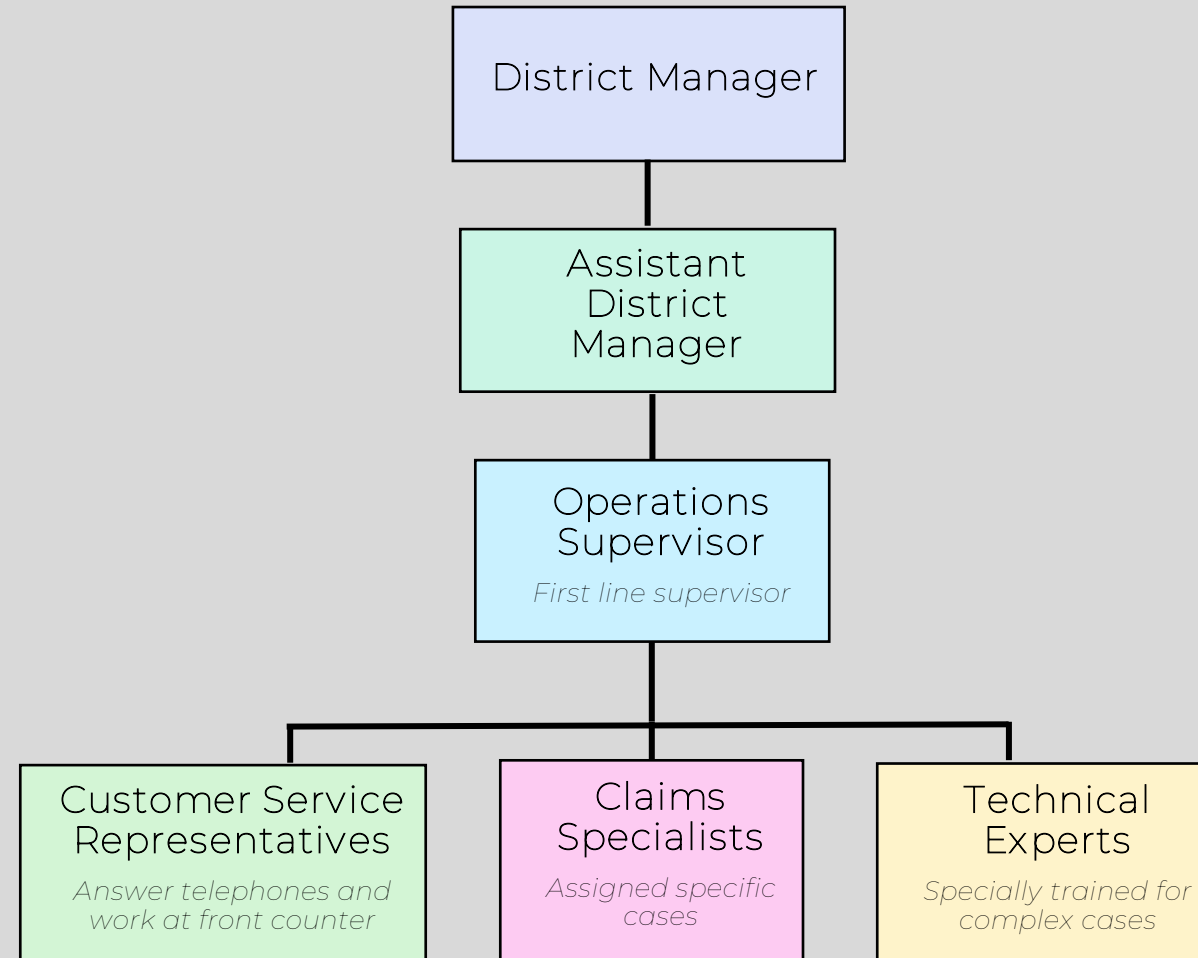 District Manager
Assistant
District
Manager
Operations
Supervisor
First line supervisor
Customer Service
Representatives
Answer telephones and
work at front counter
Claims
Specialists
Assigned specific
cases
Technical
Experts
Specially trained for
complex cases